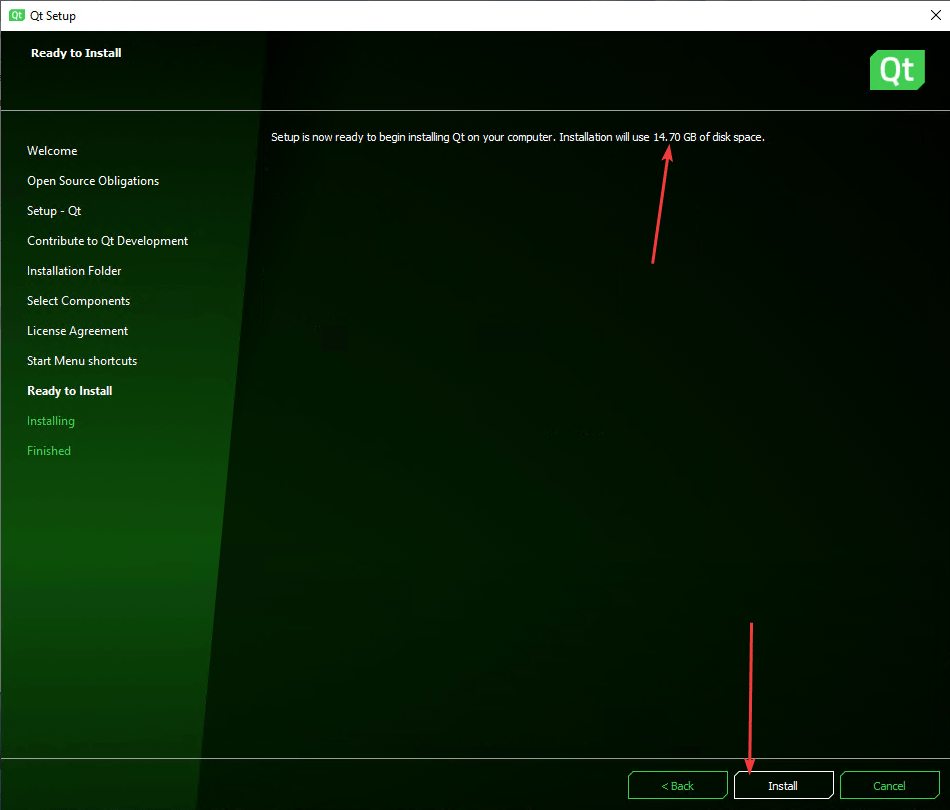 Qt Qt Setup
Ready to Install
Qt
Setup is now ready to begin installing Qt on your computer. Installation will use 14.70 GB of disk space.
Welcome
Open Source Obligations
Setup - Qt
Contribute to Qt Development
Installation Folder
Select Components
License Agreement
Start Menu shortcuts
Ready to Install
Installing
Finished
< Back Install Cancel